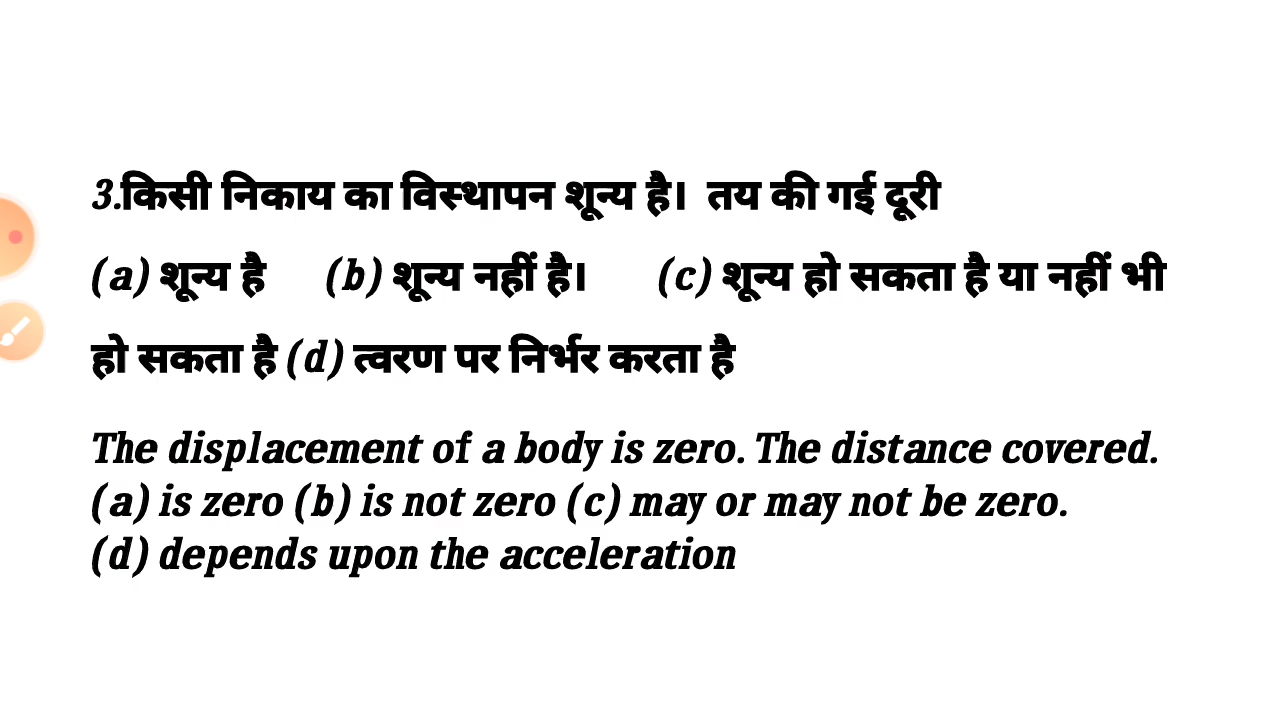 3.किसी निकाय का विस्थापन शून्य है। तय की गई दूरी
(a) शून्य है (b) शून्य नहीं है। (c) शून्य हो सकता है या नहीं भी
हो सकता है (d) त्वरण पर निर्भर करता है
The displacement of a body is zero. The distance covered.
(a) is zero (b) is not zero (c) may or may not be zero.
(d) depends upon the acceleration